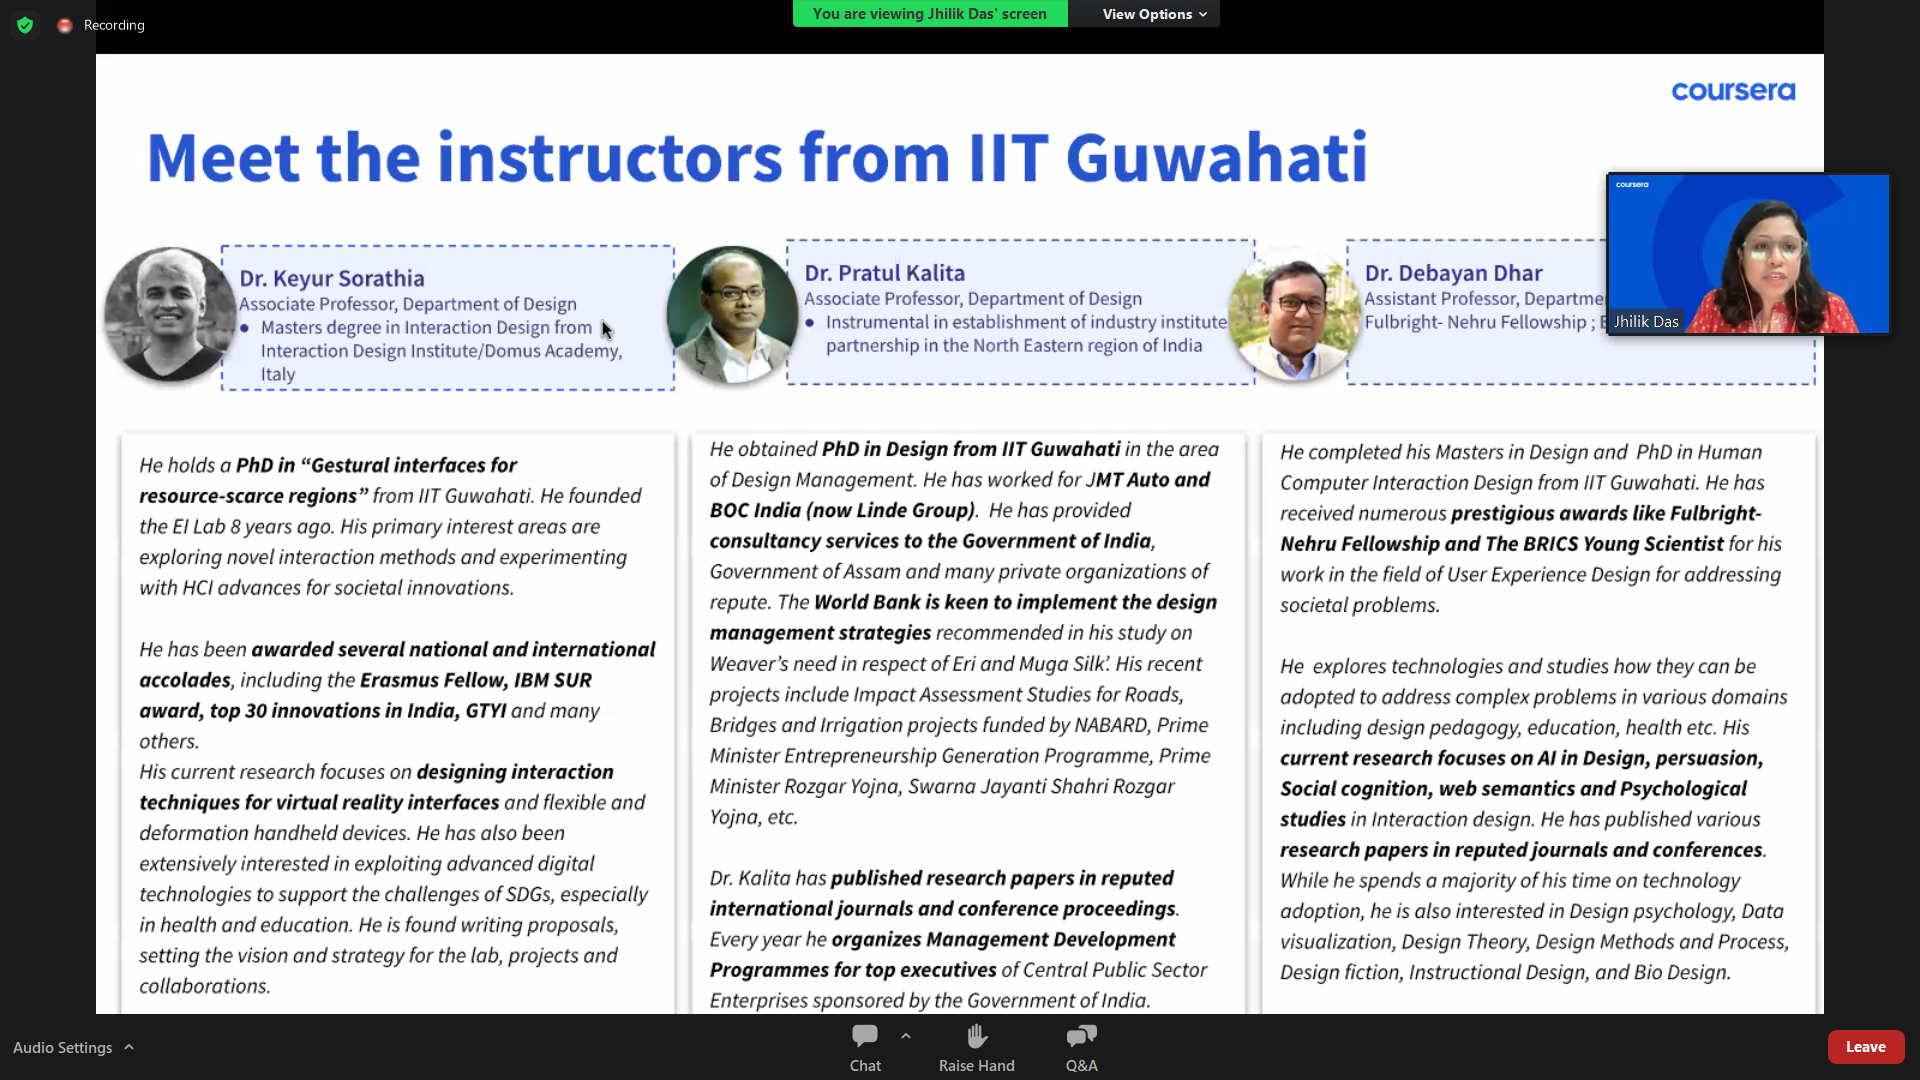 Recording
You are viewing Jhilik Das' screen
View Options
coursera
Meet the instructors from IIT Guwahati
coursera
Jhilik Das
Dr. Keyur Sorathia
Associate Professor, Department of Design
● Masters degree in Interaction Design from
Interaction Design Institute/Domus Academy,
Italy
Dr. Pratul Kalita
Associate Professor, Department of Design
● Instrumental in establishment of industry institute
partnership in the North Eastern region of India
Dr. Debayan Dhar
Assistant Professor,
Fulbright- Nehru Fellowship ;
He holds a PhD in “Gestural interfaces for
resource-scarce regions” from IIT Guwahati. He founded
the EI Lab 8 years ago. His primary interest areas are
exploring novel interaction methods and experimenting
with HCI advances for societal innovations.
He has been awarded several national and international
accolades, including the Erasmus Fellow, IBM SUR
award, top 30 innovations in India, GTYI and many
others.
His current research focuses on designing interaction
techniques for virtual reality interfaces and flexible and
deformation handheld devices. He has also been
extensively interested in exploiting advanced digital
technologies to support the challenges of SDGs, especially
in health and education. He is found writing proposals,
setting the vision and strategy for the lab, projects and
collaborations.
He obtained PhD in Design from IIT Guwahati in the area
of Design Management. He has worked for JMT Auto and
BOC India (now Linde Group). He has provided
consultancy services to the Government of India,
Government of Assam and many private organizations of
repute. The World Bank is keen to implement the design
management strategies recommended in his study on
Weaver’s need in respect of Eri and Muga Silk’. His recent
projects include Impact Assessment Studies for Roads,
Bridges and Irrigation projects funded by NABARD, Prime
Minister Entrepreneurship Generation Programme, Prime
Minister Rozgar Yojna, Swarna Jayanti Shahri Rozgar
Yojna, etc.
Dr. Kalita has published research papers in reputed
international journals and conference proceedings.
Every year he organizes Management Development
Programmes for top executives of Central Public Sector
Enterprises sponsored by the Government of India.
He completed his Masters in Design and PhD in Human
Computer Interaction Design from IIT Guwahati. He has
received numerous prestigious awards like Fulbright-
Nehru Fellowship and The BRICS Young Scientist for his
work in the field of User Experience Design for addressing
societal problems.
He explores technologies and studies how they can be
adopted to address complex problems in various domains
including design pedagogy, education, health etc. His
current research focuses on AI in Design, persuasion,
Social cognition, web semantics and Psychological
studies in Interaction design. He has published various
research papers in reputed journals and conferences.
While he spends a majority of his time on technology
adoption, he is also interested in Design psychology, Data
visualization, Design Theory, Design Methods and Process,
Design fiction, Instructional Design, and Bio Design.
Audio Settings
Chat
Raise Hand
Q&A
Leave